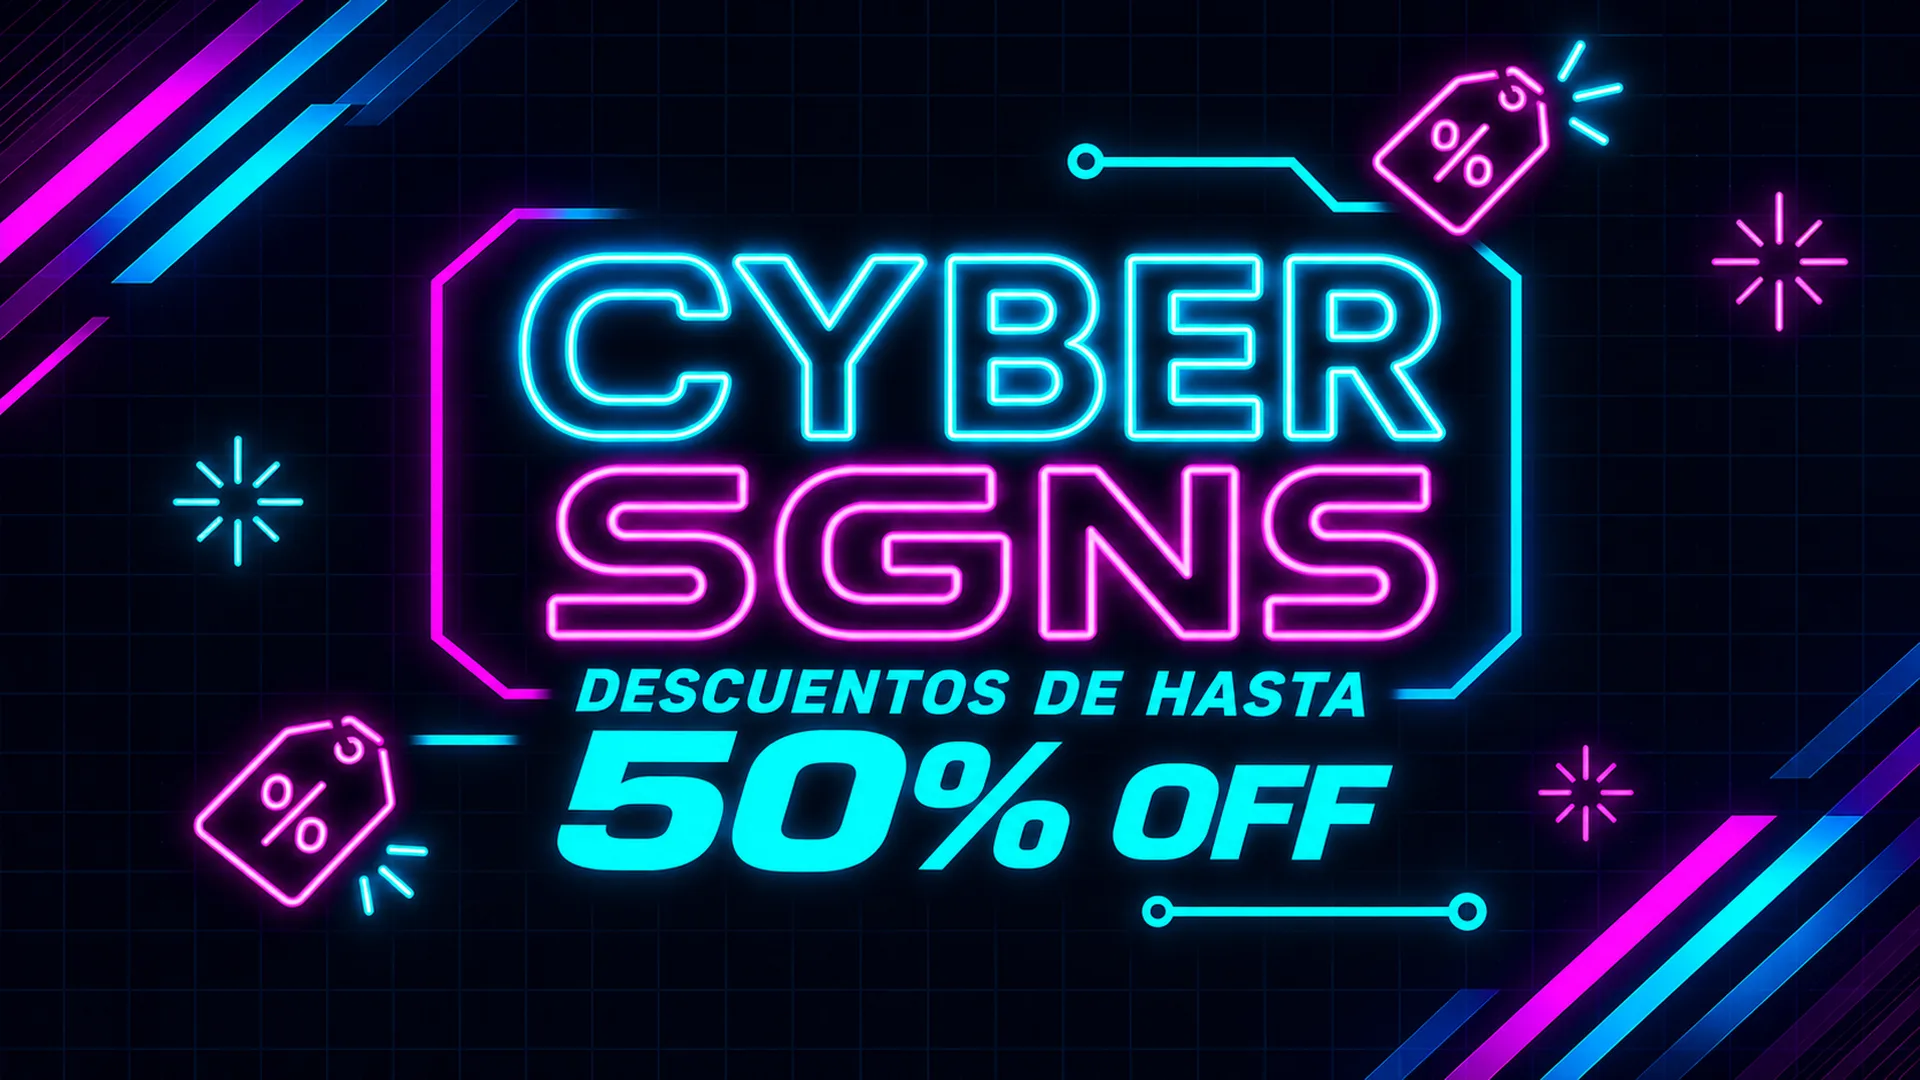 CYBER
SGNS
DESCUENTOS DE HASTA
50% OFF
%
%